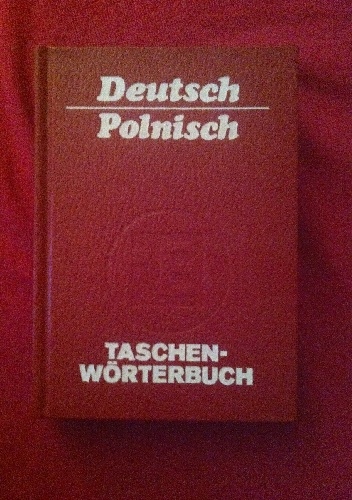 Deutsch
Polnisch
TASCHEN-
WÖRTERBUCH